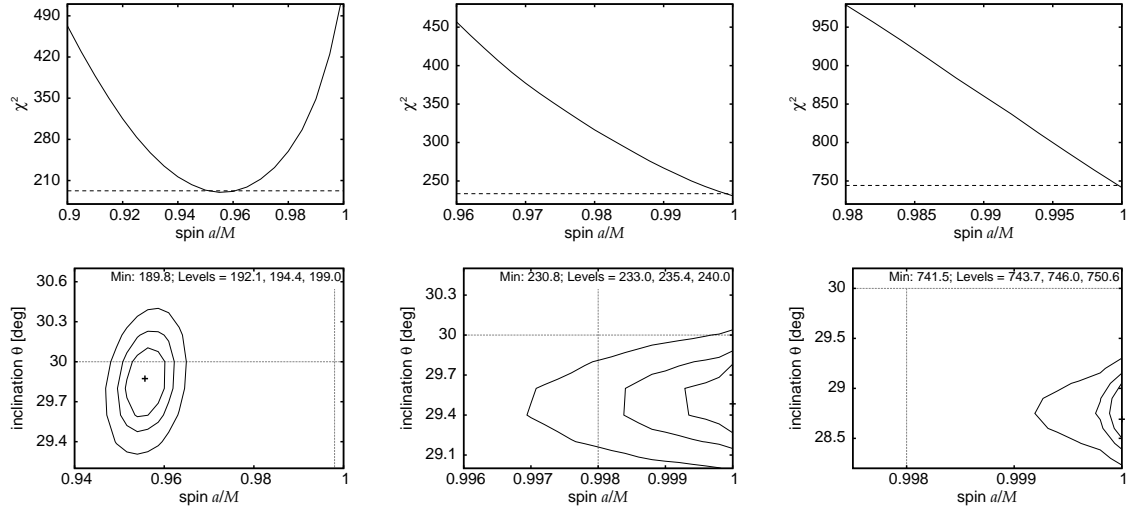 490
420
350
280
210
χ²
0.9 0.92 0.94 0.96 0.98 1
spin a/M
450
400
350
300
250
χ²
0.96 0.97 0.98 0.99 1
spin a/M
950
900
850
800
750
χ²
0.98 0.985 0.99 0.995 1
spin a/M
Min: 189.8; Levels = 192.1, 194.4, 199.0
30.6
30.3
30
29.7
29.4
inclination θ [deg]
0.94 0.96 0.98 1
spin a/M
Min: 230.8; Levels = 233.0, 235.4, 240.0
30.3
30
29.7
29.4
29.1
inclination θ [deg]
0.996 0.997 0.998 0.999 1
spin a/M
Min: 741.5; Levels = 743.7, 746.0, 750.6
30
29.5
29
28.5
inclination θ [deg]
0.998 0.999 1
spin a/M